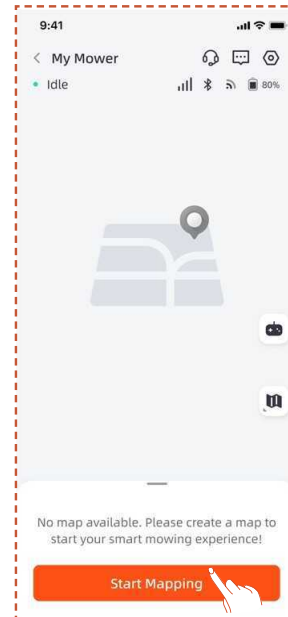 9:41
My Mower
Idle
80%
No map available. Please create a map to
start your smart mowing experience!
Start Mapping